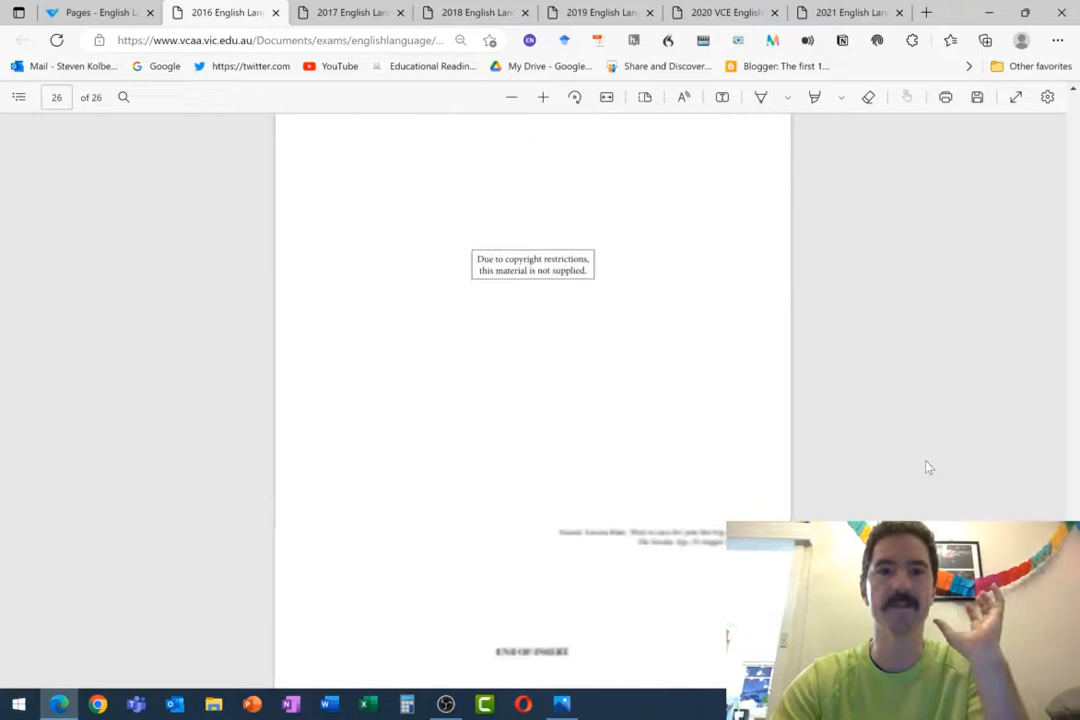 Pages - English L
2016 English Lan
2017 English Lan
2018 English Lan
2019 English Lan
2020 VCE English
2021 English Lan
https://www.vcaa.vic.edu.au/Documents/exams/englishlanguage/...
Mail - Steven Kolbe...
Google
https://twitter.com
YouTube
Educational Readin...
My Drive - Google...
Share and Discover...
Blogger: The first 1...
Other favorites
26 of 26
Due to copyright restrictions,
this material is not supplied.
END OF INSERT